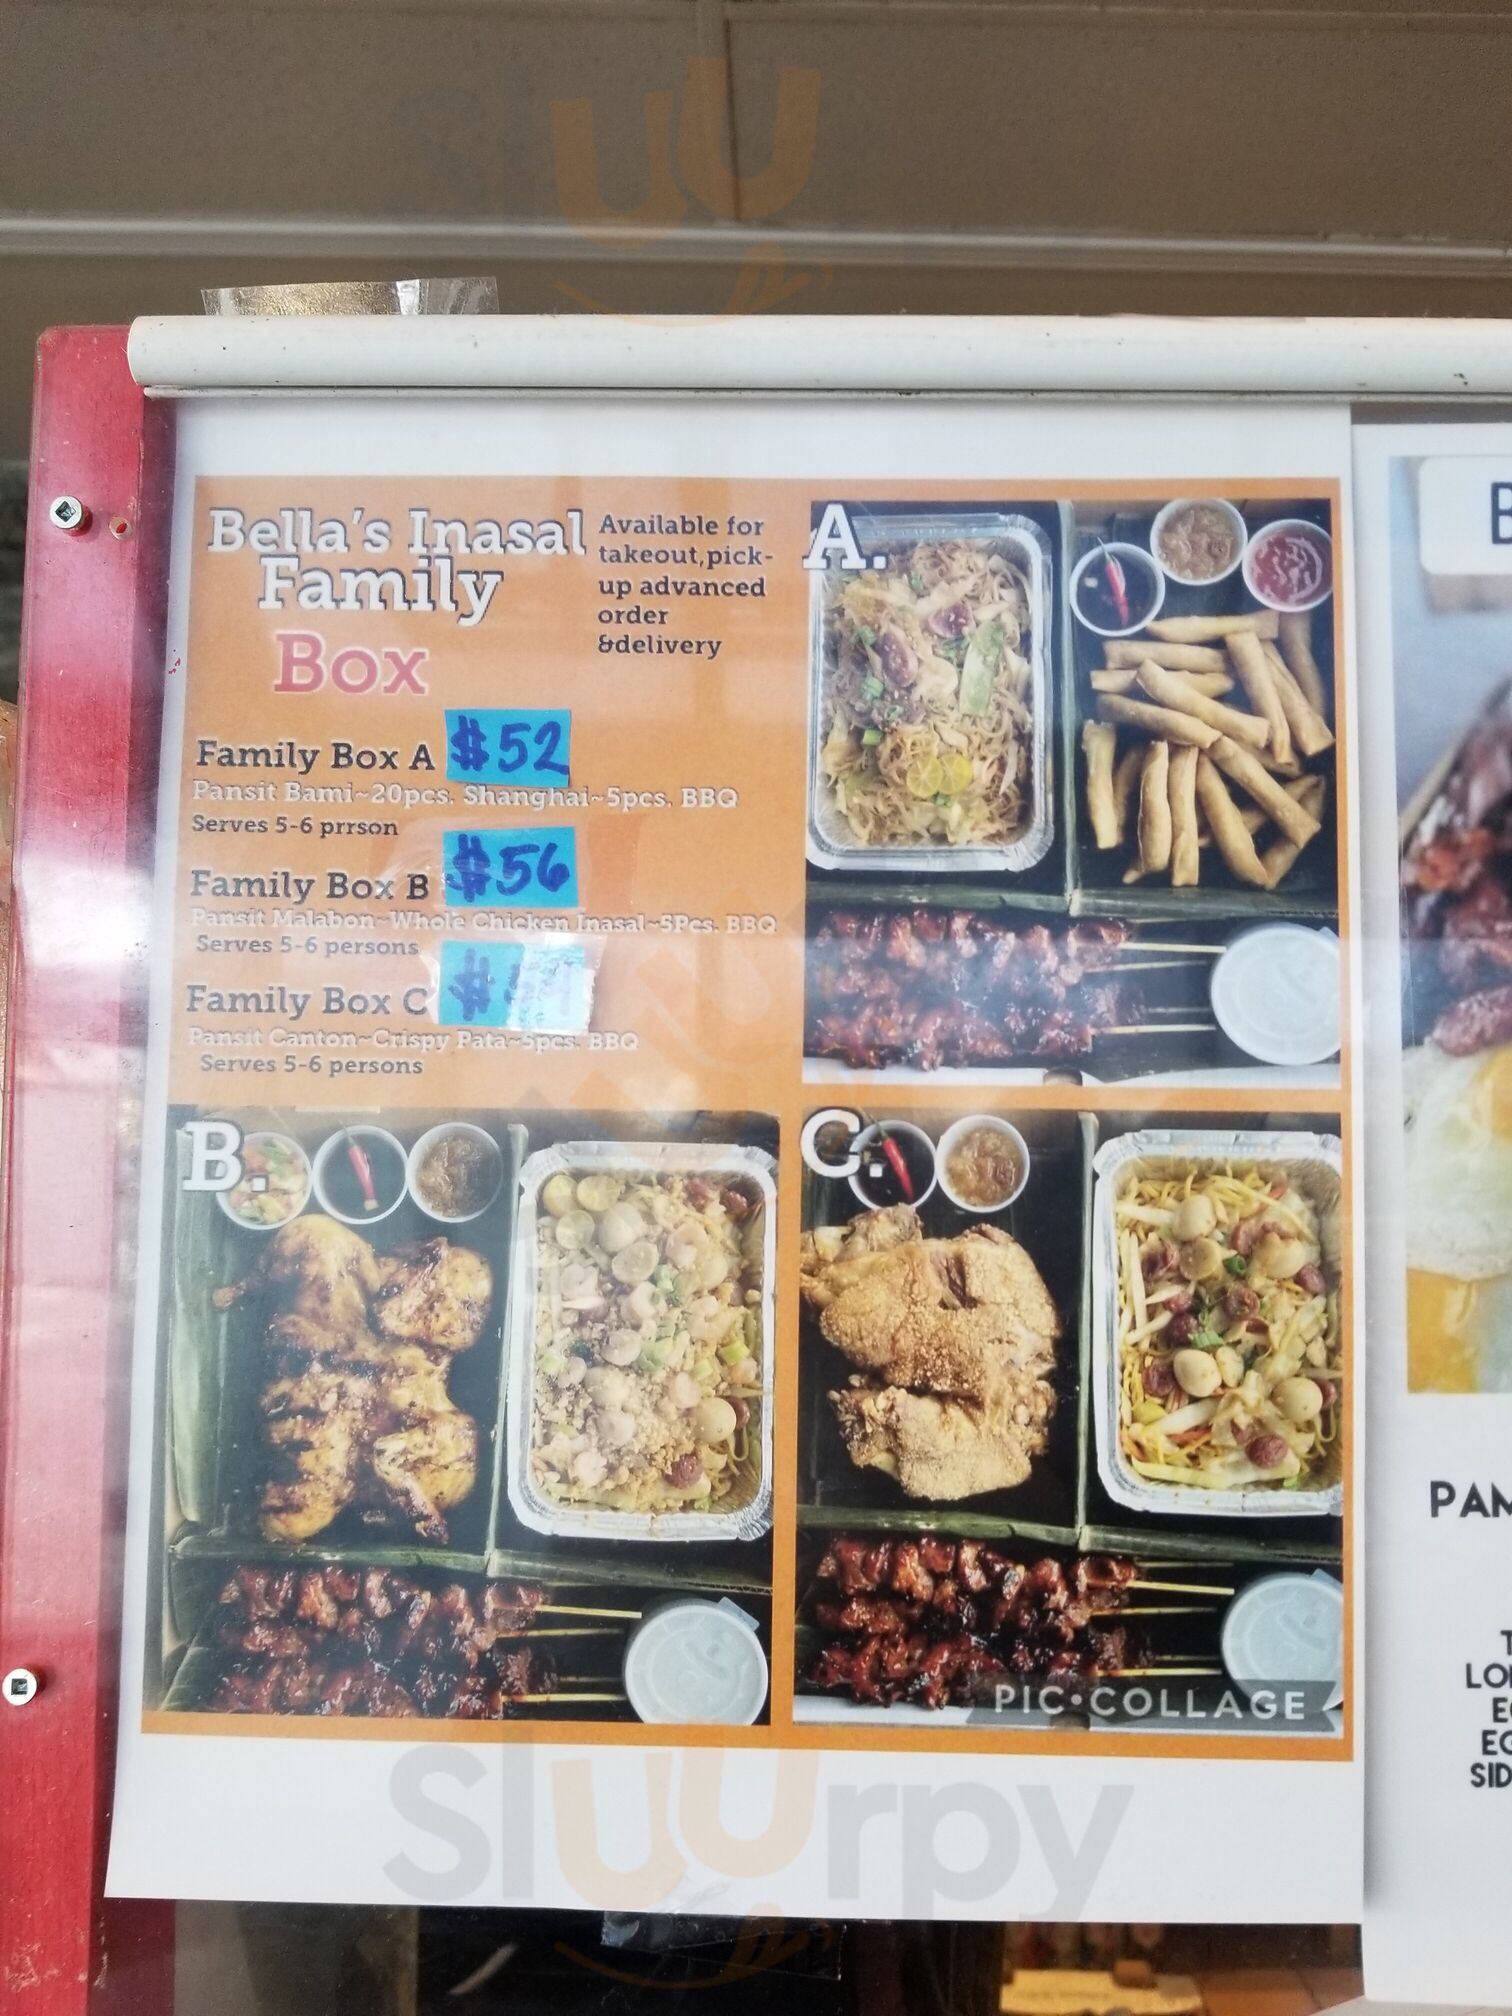 Bella's Inasal
Family
Box
Available for
takeout,pick-
up advanced
order
&delivery
Family Box A $52
Pansit Bami~20pcs. Shanghai~5pcs. BBQ
Serves 5-6 prrson
Family Box B $56
Pansit Malabon~Whole Chicken Inasal~5Pcs. BBQ
Serves 5-6 persons
Family Box C $
Pansit Canton~Crispy Pata~5pcs. BBQ
Serves 5-6 persons
A.
B.
C.
PIC•COLLAGE
sluurpy